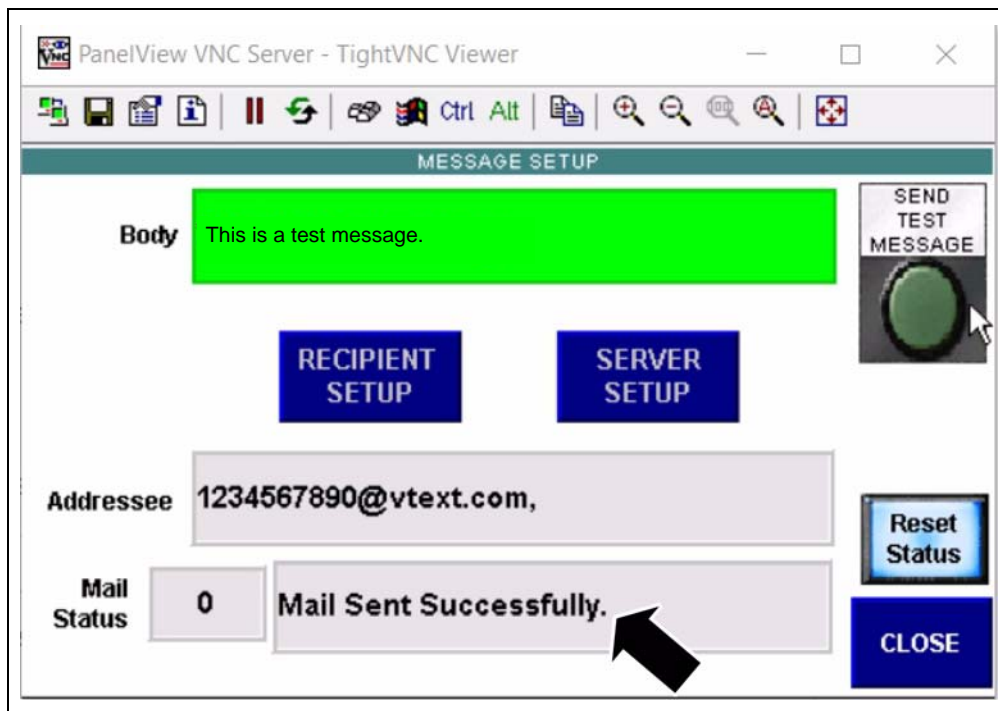 PanelView VNC Server - TightVNC Viewer
Ctrl Alt
MESSAGE SETUP
Body
This is a test message.
SEND
TEST
MESSAGE
RECIPIENT
SETUP
SERVER
SETUP
Addressee
1234567890@vtext.com,
Reset
Status
Mail
Status
0
Mail Sent Successfully.
CLOSE